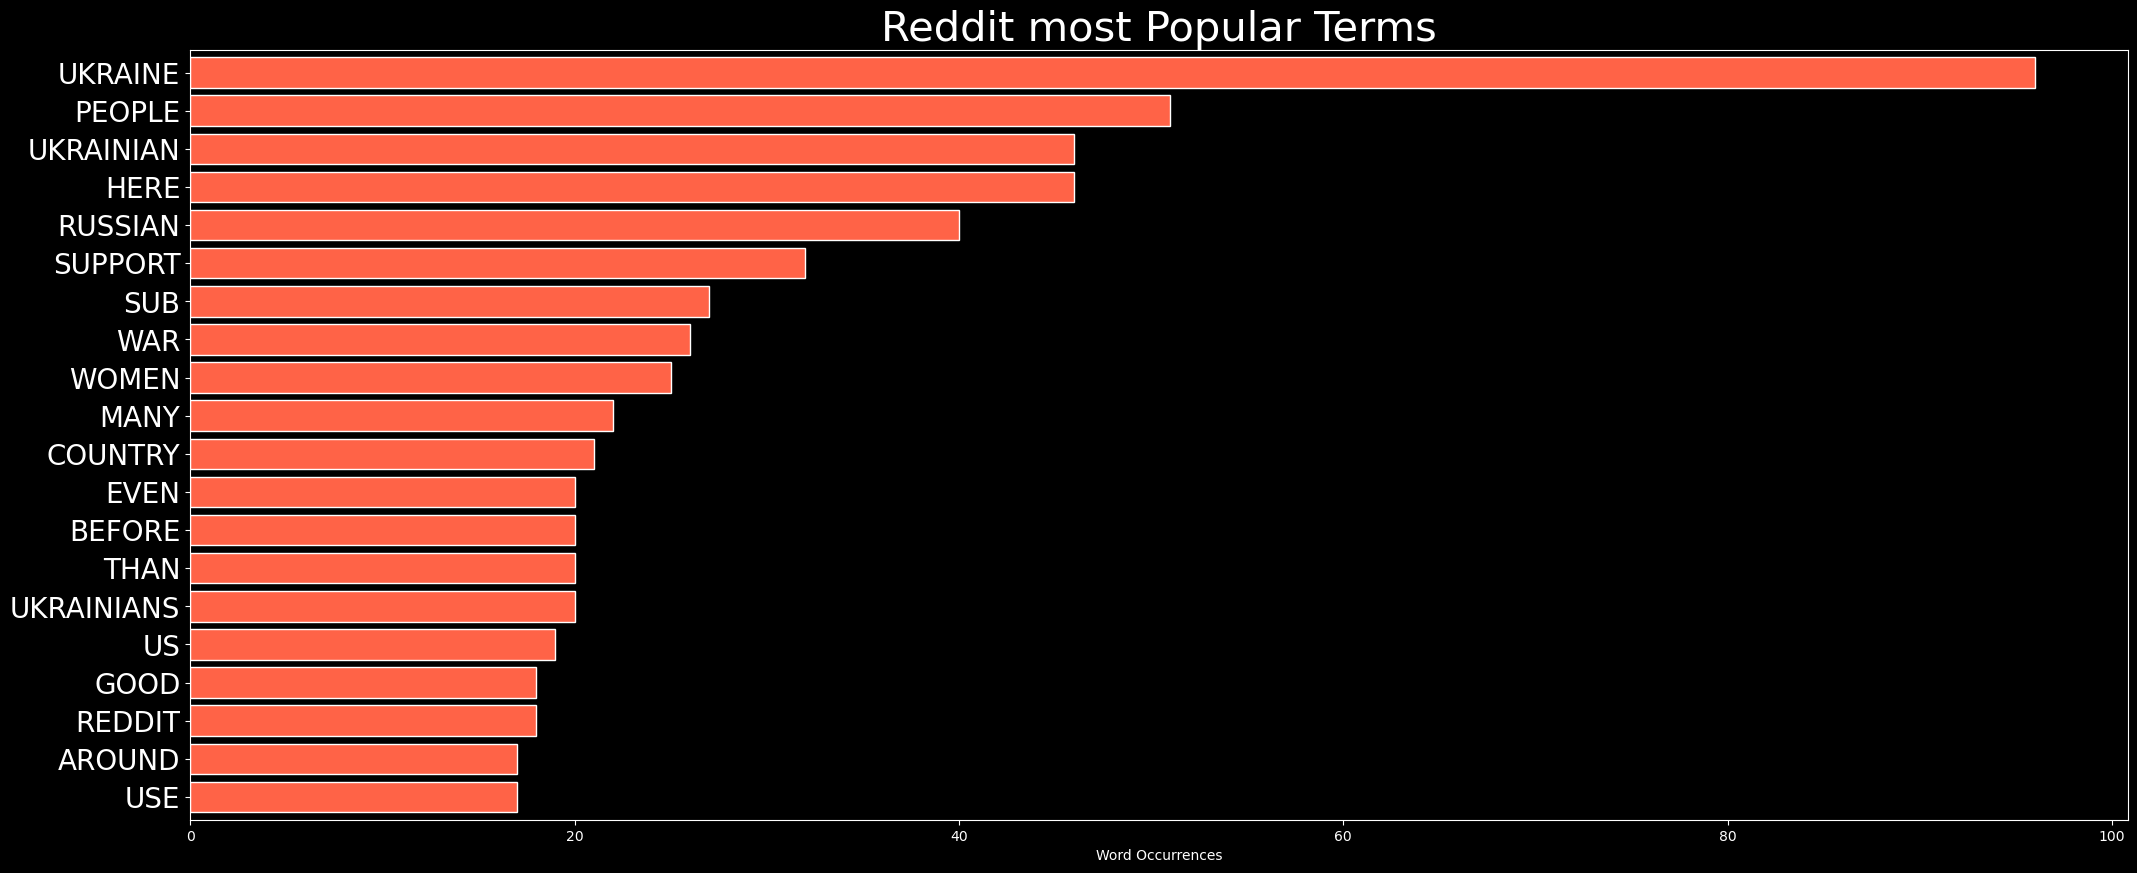 Reddit most Popular Terms
UKRAINE
PEOPLE
UKRAINIAN
HERE
RUSSIAN
SUPPORT
SUB
WAR
WOMEN
MANY
COUNTRY
EVEN
BEFORE
THAN
UKRAINIANS
US
GOOD
REDDIT
AROUND
USE
0 20 40 60 80 100
Word Occurrences